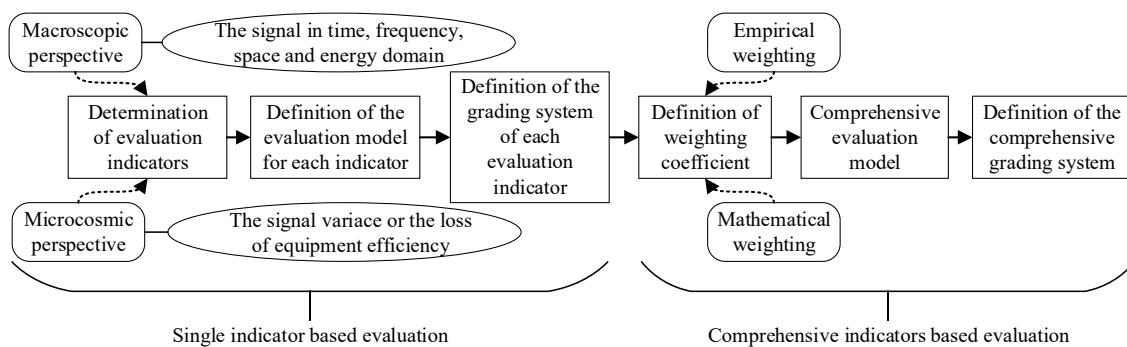 Macroscopic
perspective
The signal in time, frequency,
space and energy domain
Empirical
weighting
Determination
of evaluation
indicators
Definition of the
evaluation model
for each indicator
Definition of the
grading system
of each
evaluation
indicator
Definition of
weighting
coefficient
Comprehensive
evaluation
model
Definition of the
comprehensive
grading system
Microcosmic
perspective
The signal variace or the loss
of equipment efficiency
Mathematical
weighting
Single indicator based evaluation
Comprehensive indicators based evaluation